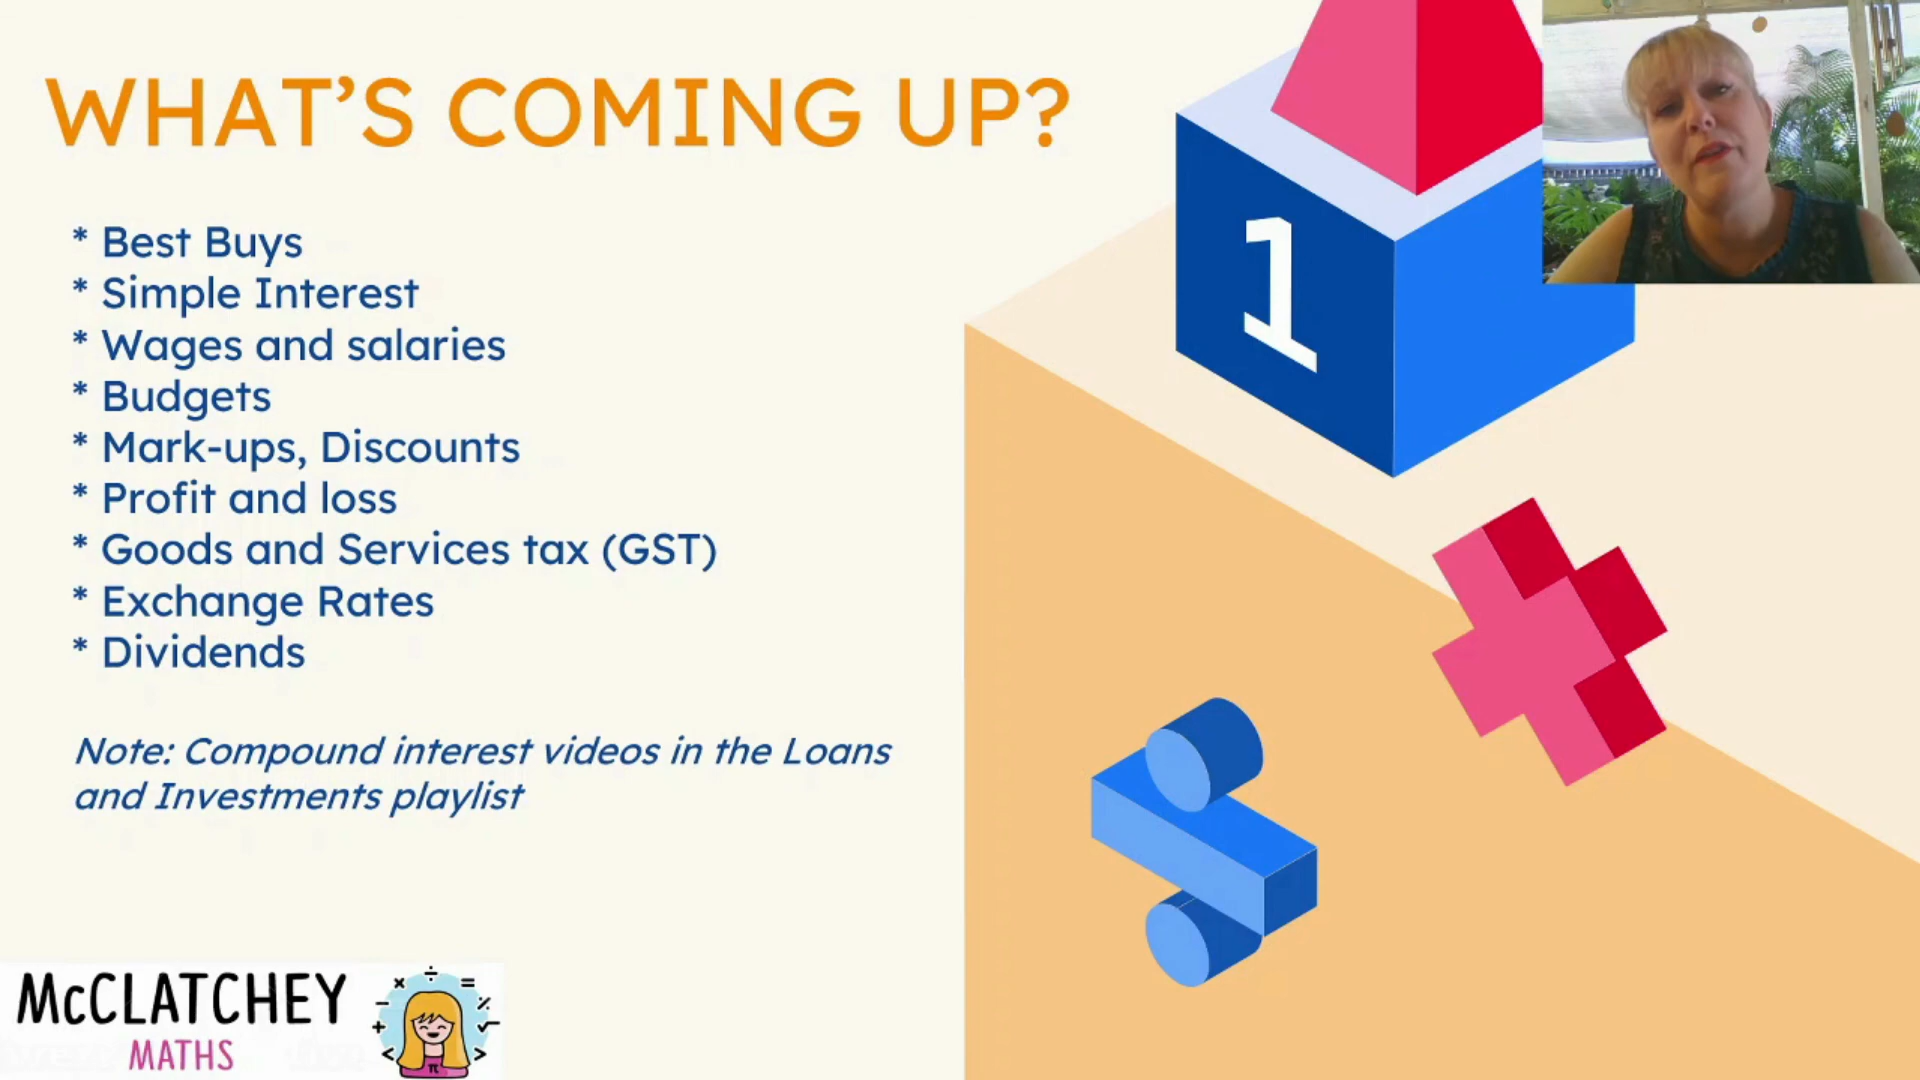 WHAT'S COMING UP?
* Best Buys
* Simple Interest
* Wages and salaries
* Budgets
* Mark-ups, Discounts
* Profit and loss
* Goods and Services tax (GST)
* Exchange Rates
* Dividends
Note: Compound interest videos in the Loans
and Investments playlist
1
McCLATCHEY
MATHS
× ÷ = − % + √ < > π